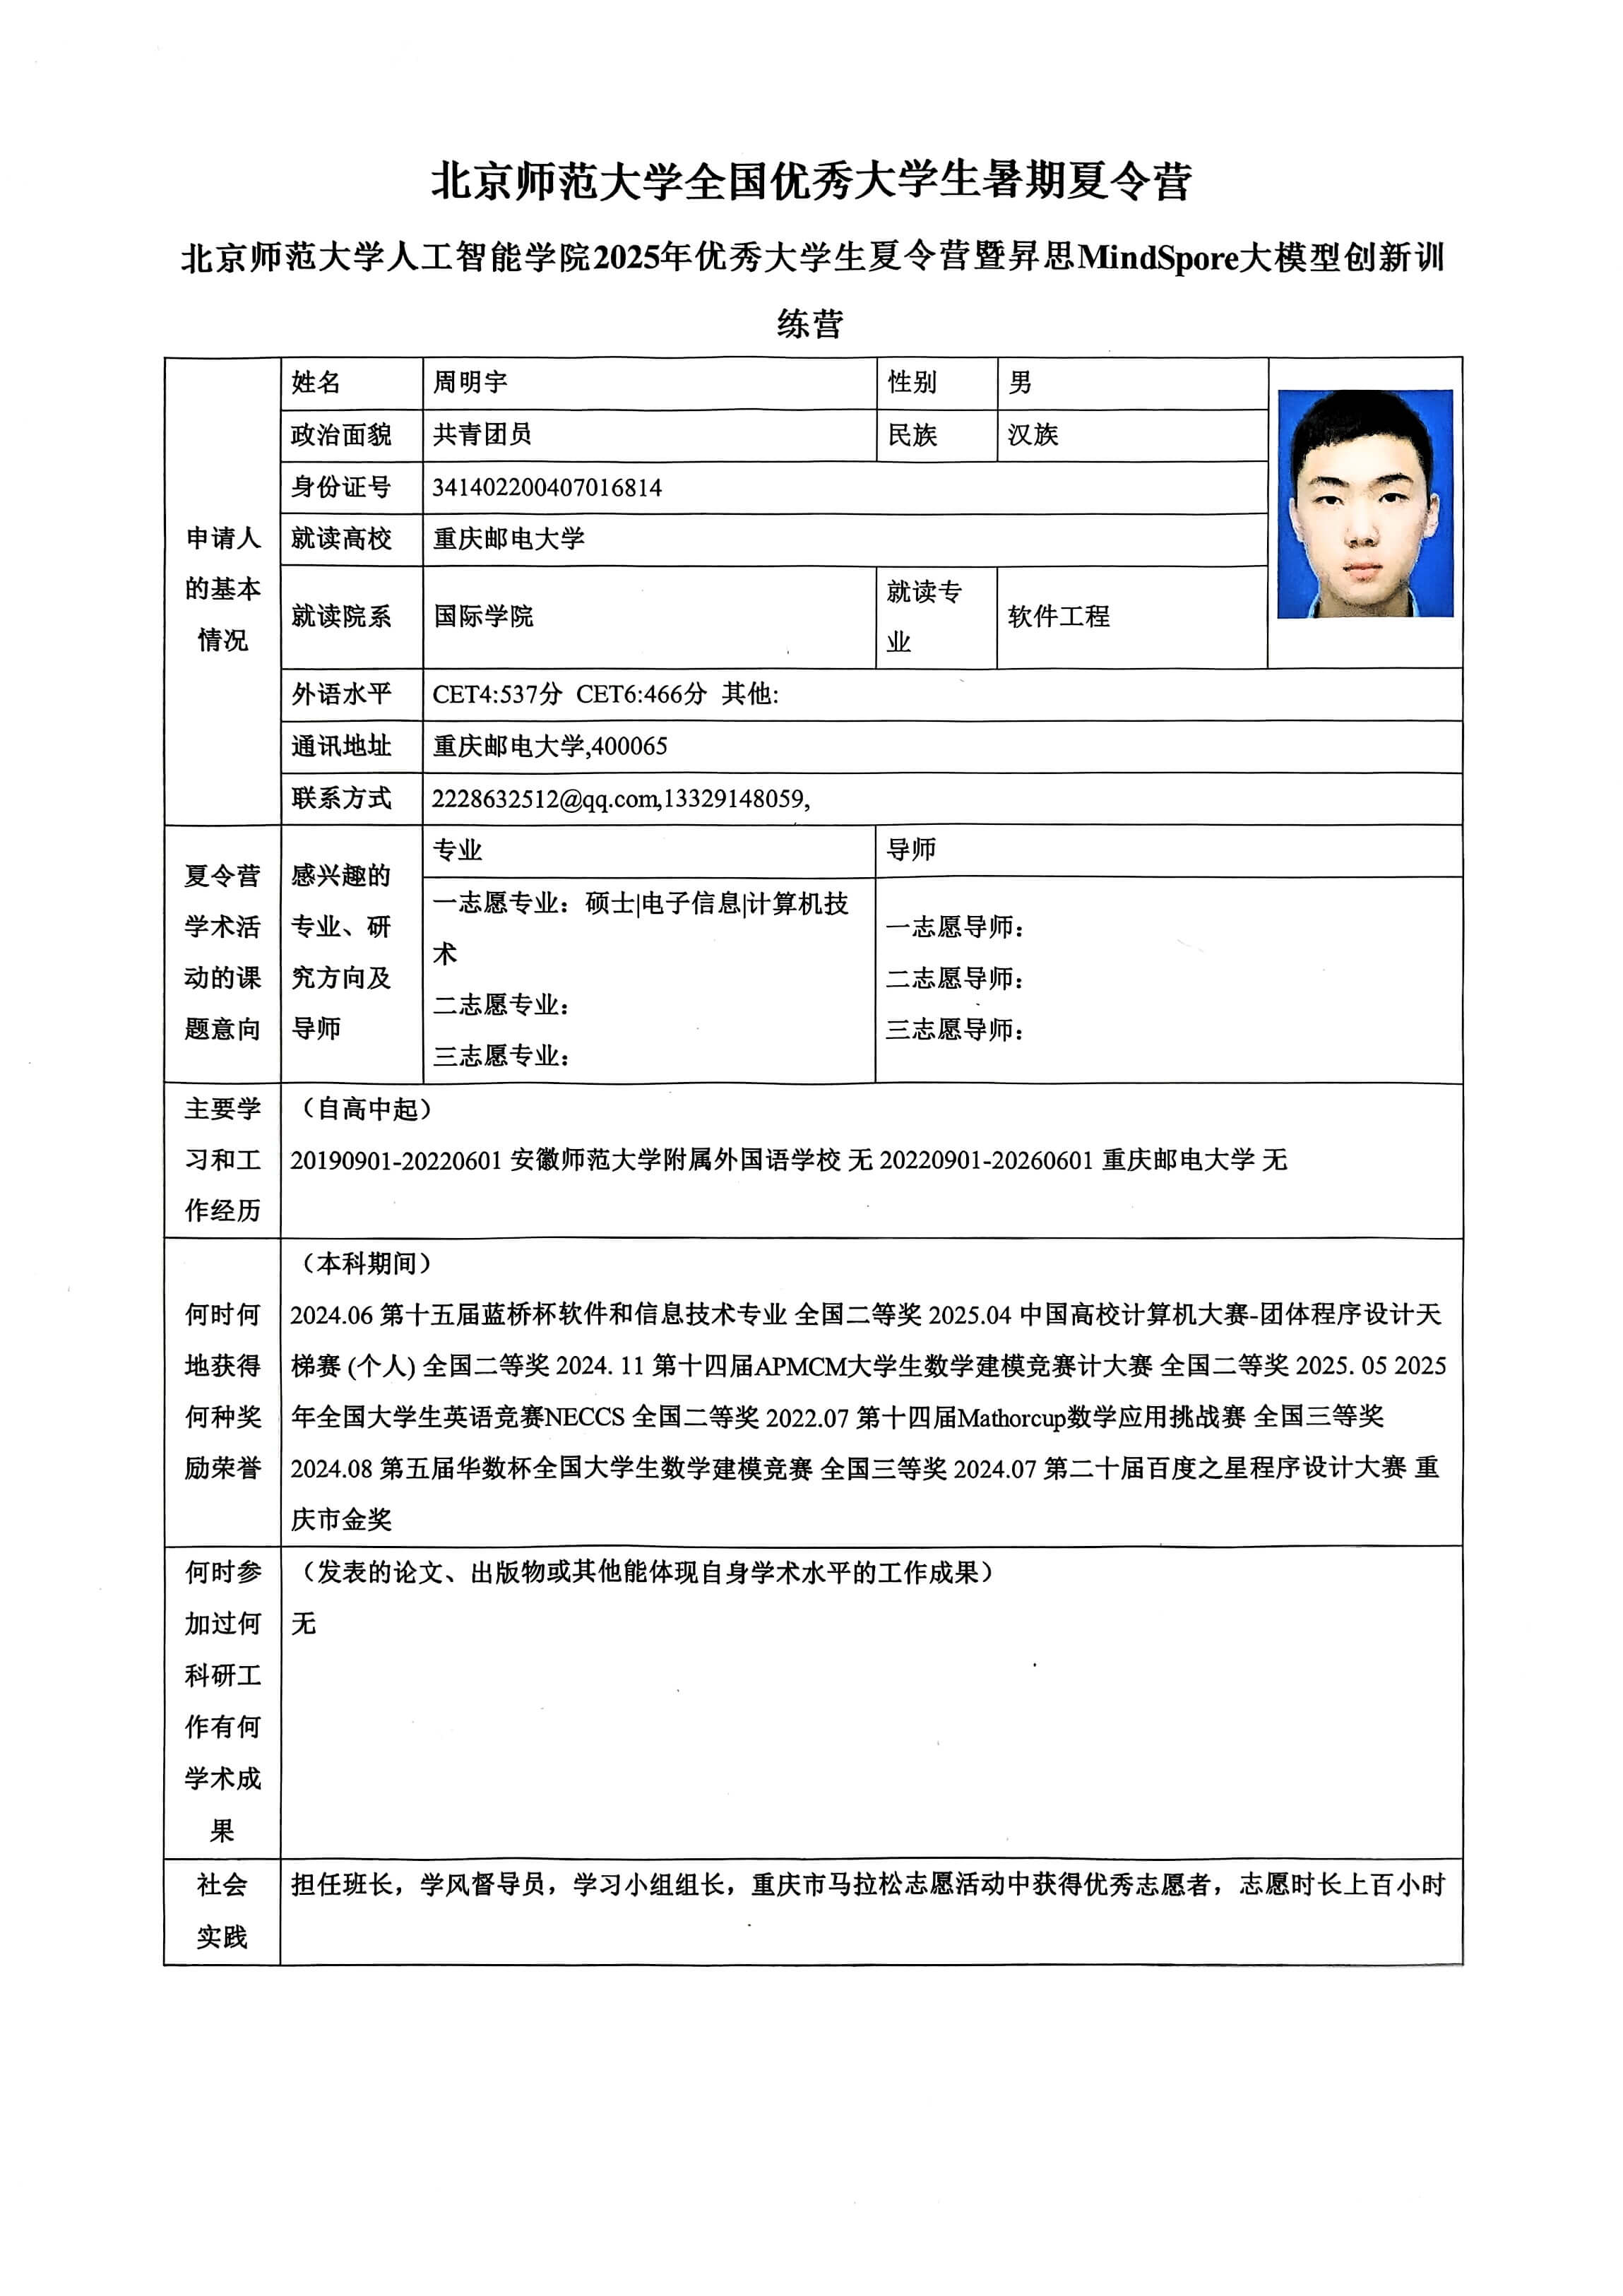 北京师范大学全国优秀大学生暑期夏令营
北京师范大学人工智能学院2025年优秀大学生夏令营暨昇思MindSpore大模型创新训
练营
申请人
的基本
情况
姓名 周明宇 性别 男
政治面貌 共青团员 民族 汉族
身份证号 341402200407016814
就读高校 重庆邮电大学
就读院系 国际学院 就读专
业 软件工程
外语水平 CET4:537分 CET6:466分 其他:
通讯地址 重庆邮电大学,400065
联系方式 2228632512@qq.com,13329148059,
夏令营
学术活
动的课
题意向
感兴趣的
专业、研
究方向及
导师
专业 导师
一志愿专业：硕士|电子信息|计算机技
术
二志愿专业：
三志愿专业：
一志愿导师：
二志愿导师：
三志愿导师：
主要学
习和工
作经历
（自高中起）
20190901-20220601 安徽师范大学附属外国语学校 无 20220901-20260601 重庆邮电大学 无
何时何
地获得
何种奖
励荣誉
（本科期间）
2024.06 第十五届蓝桥杯软件和信息技术专业 全国二等奖 2025.04 中国高校计算机大赛-团体程序设计天
梯赛 (个人) 全国二等奖 2024. 11 第十四届APMCM大学生数学建模竞赛计大赛 全国二等奖 2025. 05 2025
年全国大学生英语竞赛NECCS 全国二等奖 2022.07 第十四届Mathorcup数学应用挑战赛 全国三等奖
2024.08 第五届华数杯全国大学生数学建模竞赛 全国三等奖 2024.07 第二十届百度之星程序设计大赛 重
庆市金奖
何时参
加过何
科研工
作有何
学术成
果
（发表的论文、出版物或其他能体现自身学术水平的工作成果）
无
社会
实践
担任班长，学风督导员，学习小组组长，重庆市马拉松志愿活动中获得优秀志愿者，志愿时长上百小时